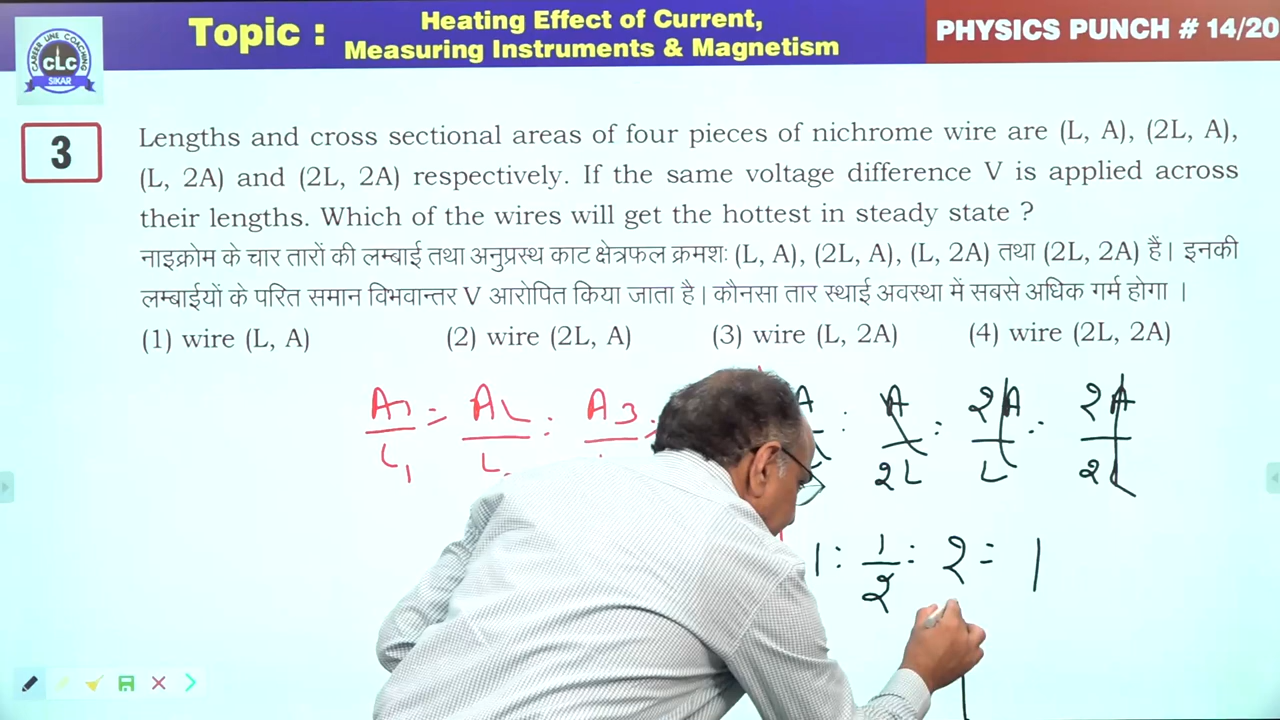 CAREER LINE COACHING
CLC
SIKAR
Topic :
Heating Effect of Current,
Measuring Instruments & Magnetism
PHYSICS PUNCH # 14/20
3
Lengths and cross sectional areas of four pieces of nichrome wire are (L, A), (2L, A),
(L, 2A) and (2L, 2A) respectively. If the same voltage difference V is applied across
their lengths. Which of the wires will get the hottest in steady state ?
नाइक्रोम के चार तारों की लम्बाई तथा अनुप्रस्थ काट क्षेत्रफल क्रमशः (L, A), (2L, A), (L, 2A) तथा (2L, 2A) हैं। इनकी
लम्बाईयों के परित समान विभवान्तर V आरोपित किया जाता है। कौनसा तार स्थाई अवस्था में सबसे अधिक गर्म होगा ।
(1) wire (L, A) (2) wire (2L, A) (3) wire (L, 2A) (4) wire (2L, 2A)
A1 = A2 : A3 : A : A : 2A : 2A
L1 2L L 2L
1 : 1/2 : 2 = 1